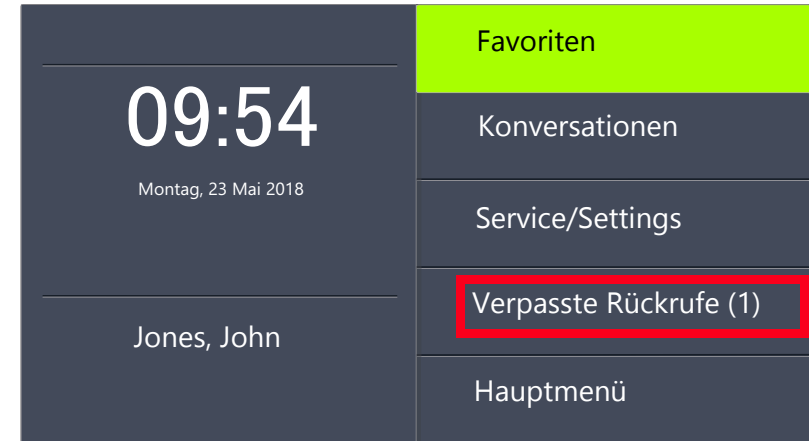 09:54
Montag, 23 Mai 2018
Jones, John
Favoriten
Konversationen
Service/Settings
Verpasste Rückrufe (1)
Hauptmenü